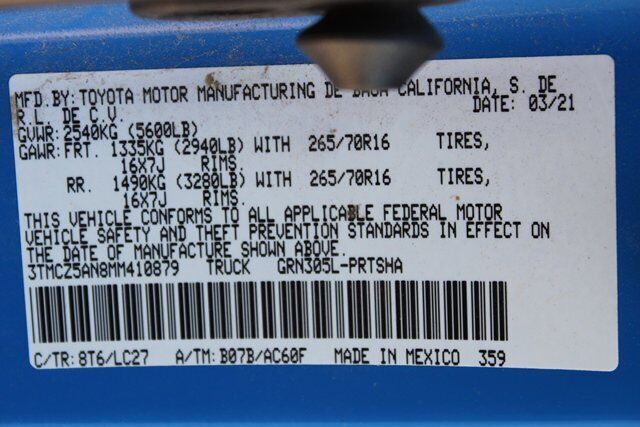 MFD.BY:TOYOTA MOTOR MANUFACTURING DE BAJA CALIFORNIA, S. DE
R.L. DE C.V. DATE: 03/21
GVWR:2540KG (5600LB)
GAWR:FRT. 1335KG (2940LB)WITH 265/70R16 TIRES,
16X7J RIMS.
RR. 1490KG (3280LB)WITH 265/70R16 TIRES,
16X7J RIMS.
THIS VEHICLE CONFORMS TO ALL APPLICABLE FEDERAL MOTOR
VEHICLE SAFETY AND THEFT PREVENTION STANDARDS IN EFFECT ON
THE DATE OF MANUFACTURE SHOWN ABOVE.
3TMCZ5AN8MM410879 TRUCK GRN305L-PRTSHA
C/TR:8T6/LC27 A/TM:B07B/AC60F MADE IN MEXICO 359